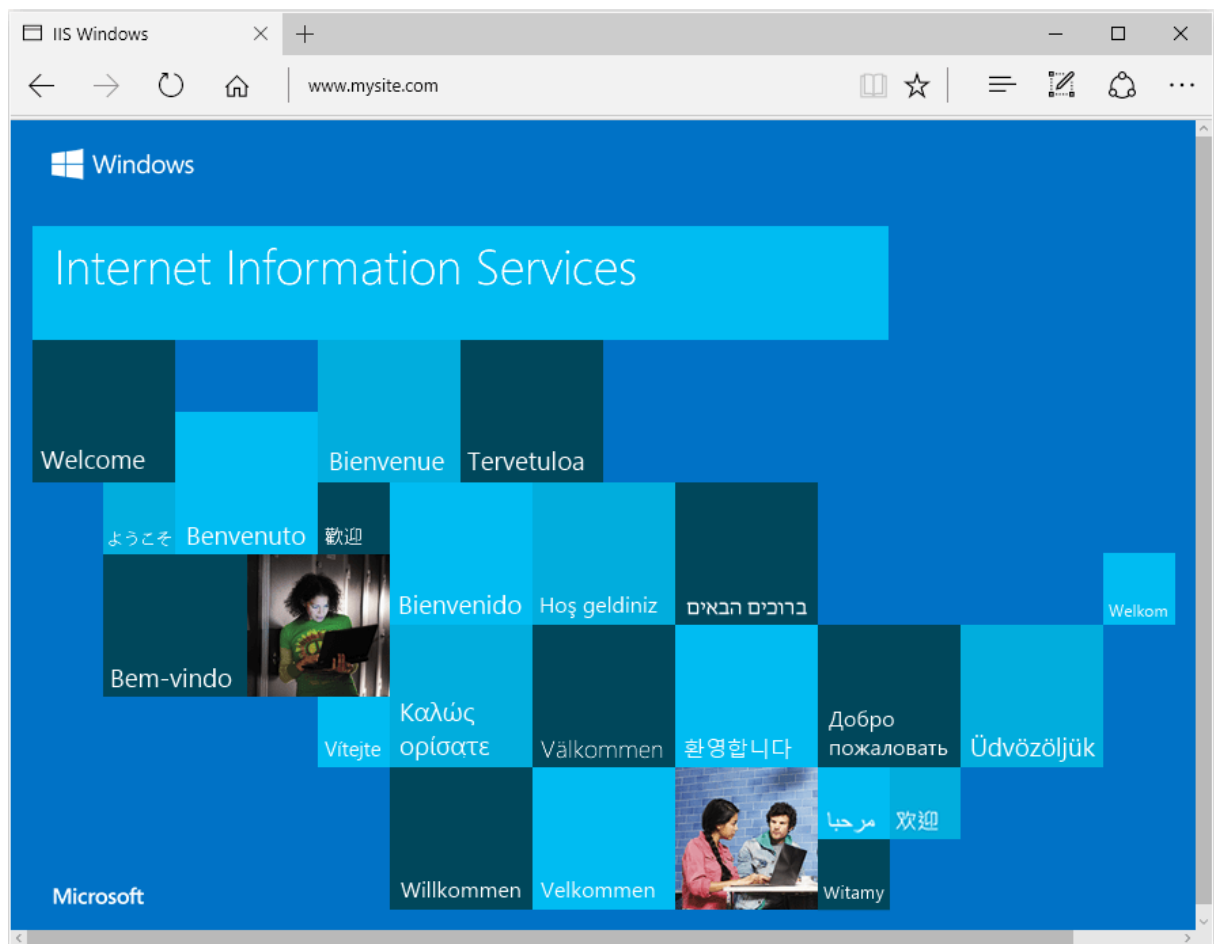 IIS Windows
www.mysite.com
Windows
Internet Information Services
Welcome
Bienvenue
Tervetuloa
ようこそ
Benvenuto
歡迎
Bienvenido
Hoş geldiniz
ברוכים הבאים
Welkom
Bem-vindo
Vítejte
Καλώς
ορίσατε
Välkommen
환영합니다
Добро
пожаловать
Üdvözöljük
مرحبا
欢迎
Willkommen
Velkommen
Witamy
Microsoft